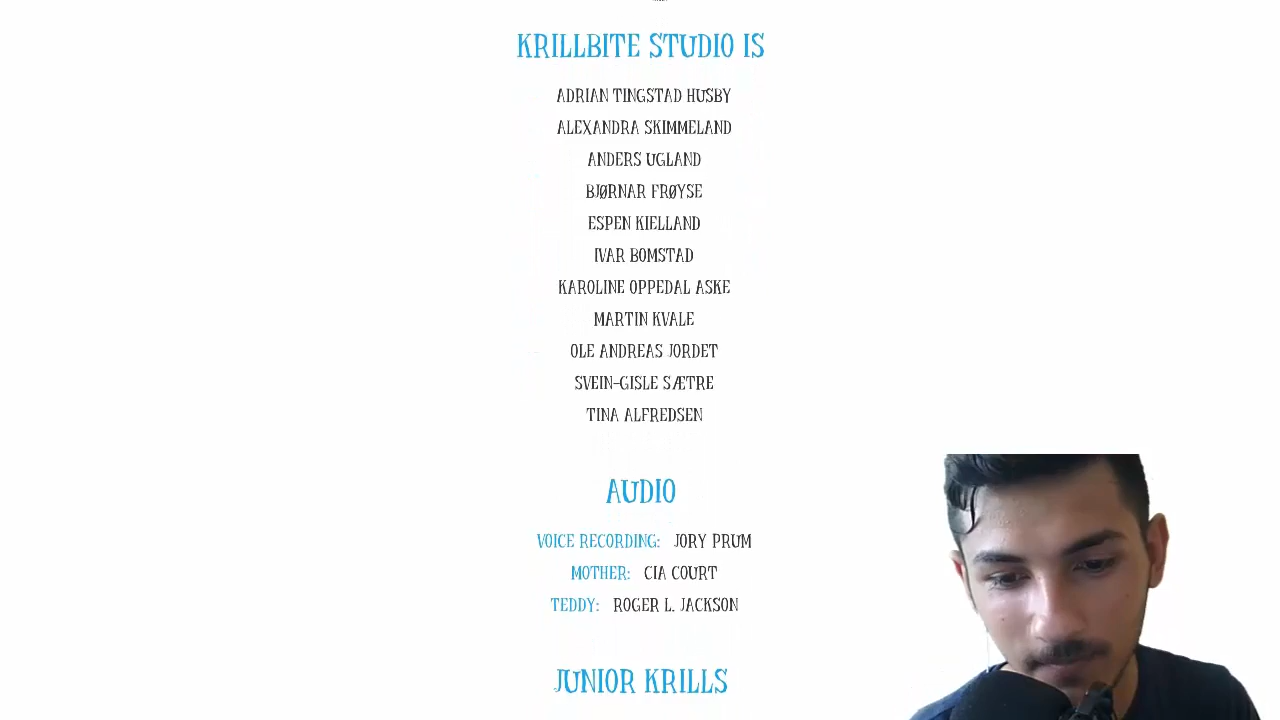 KRILLBITE STUDIO IS
ADRIAN TINGSTAD HUSBY
ALEXANDRA SKIMMELAND
ANDERS UGLAND
BJØRNAR FRØYSE
ESPEN KIELLAND
IVAR BOMSTAD
KAROLINE OPPEDAL ASKE
MARTIN KVALE
OLE ANDREAS JORDET
SVEIN-GISLE SÆTRE
TINA ALFREDSEN
AUDIO
VOICE RECORDING: JORY PRUM
MOTHER: CIA COURT
TEDDY: ROGER L. JACKSON
JUNIOR KRILLS